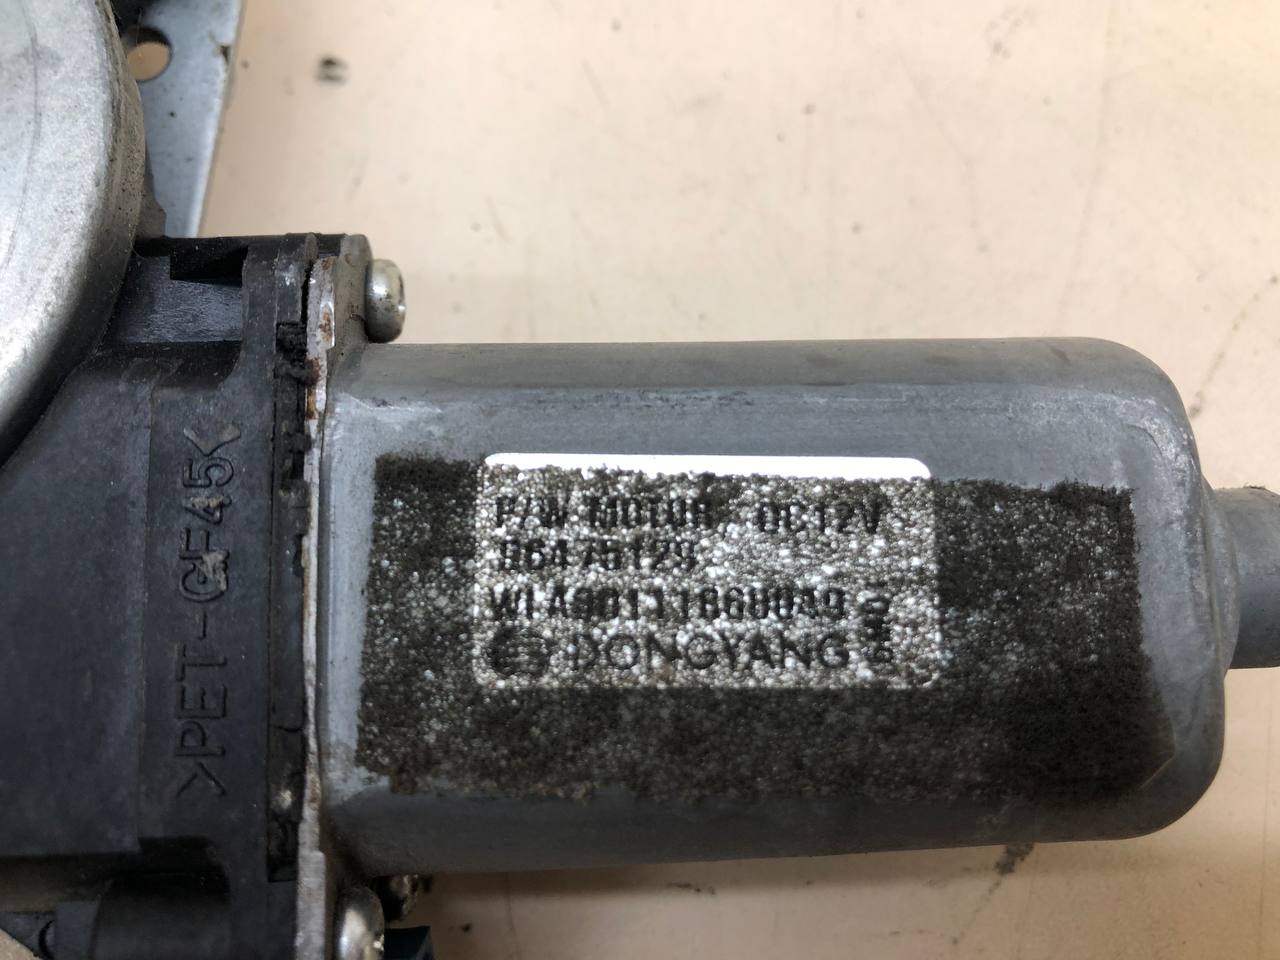 P/W MOTOR DC12V
96475129
DONGYANG
>PET-GF45<